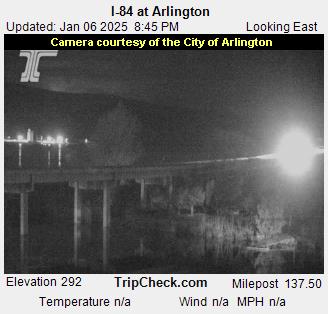 I-84 at Arlington
Updated: Jan 06 2025 8:45 PM Looking East
Camera courtesy of the City of Arlington
Elevation 292 TripCheck.com Milepost 137.50
Temperature n/a Wind n/a MPH n/a